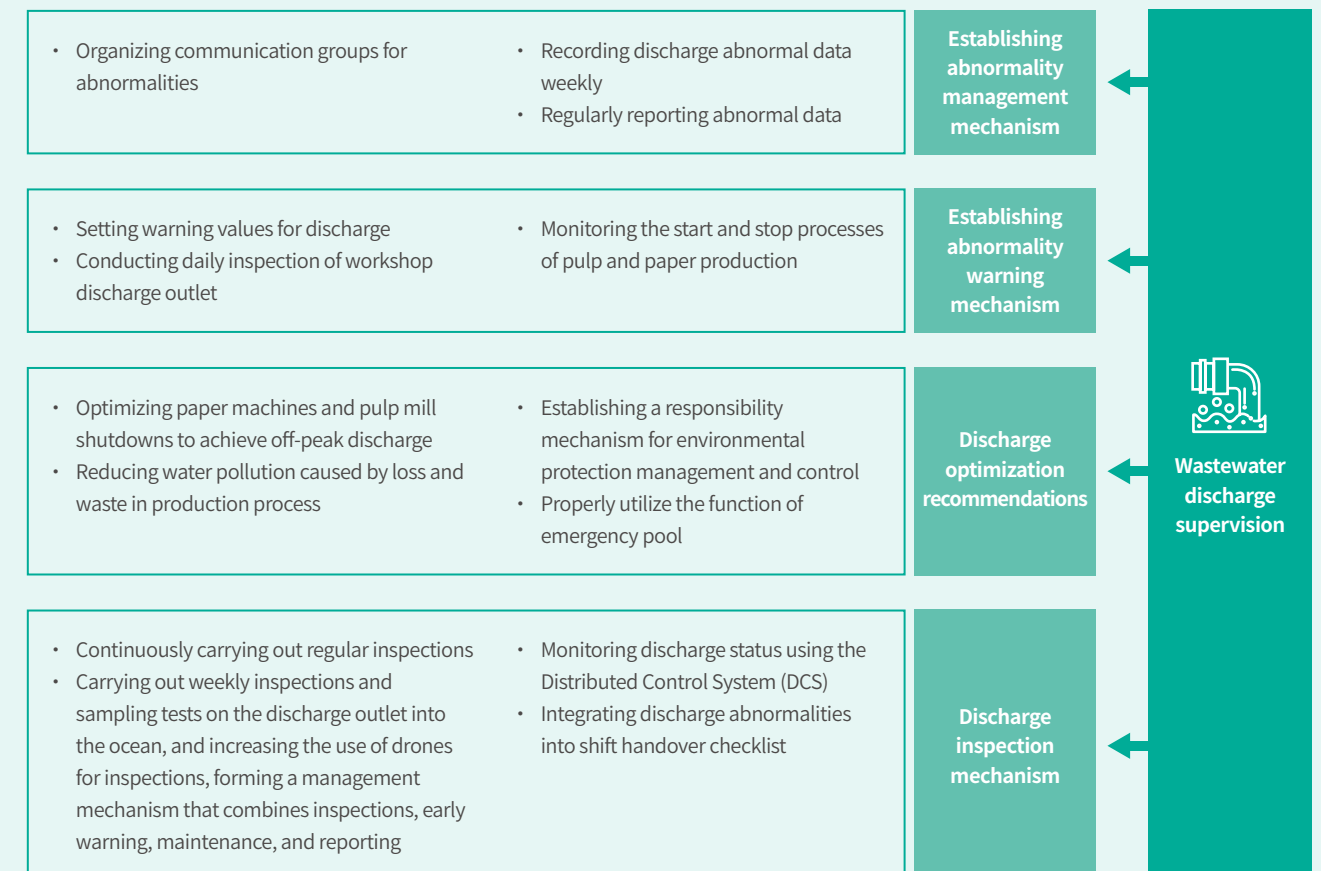 ・ Organizing communication groups for
abnormalities
・ Recording discharge abnormal data
weekly
・ Regularly reporting abnormal data
Establishing
abnormality
management
mechanism
・ Setting warning values for discharge
・ Conducting daily inspection of workshop
discharge outlet
・ Monitoring the start and stop processes
of pulp and paper production
Establishing
abnormality
warning
mechanism
・ Optimizing paper machines and pulp mill
shutdowns to achieve off-peak discharge
・ Reducing water pollution caused by loss and
waste in production process
・ Establishing a responsibility
mechanism for environmental
protection management and control
・ Properly utilize the function of
emergency pool
Discharge
optimization
recommendations
・ Continuously carrying out regular inspections
・ Carrying out weekly inspections and
sampling tests on the discharge outlet into
the ocean, and increasing the use of drones
for inspections, forming a management
mechanism that combines inspections, early
warning, maintenance, and reporting
・ Monitoring discharge status using the
Distributed Control System (DCS)
・ Integrating discharge abnormalities
into shift handover checklist
Discharge
inspection
mechanism
Wastewater
discharge
supervision